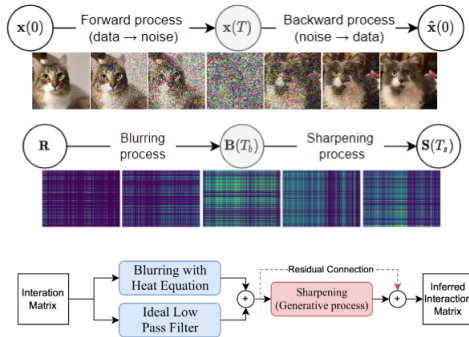 x(0) Forward process (data → noise) x(T) Backward process (noise → data) x̂(0)
R Blurring process B(T_b) Sharpening process S(T_s)
Interation Matrix
Blurring with Heat Equation
Ideal Low Pass Filter
+
Residual Connection
Sharpening (Generative process)
+
Inferred Interaction Matrix